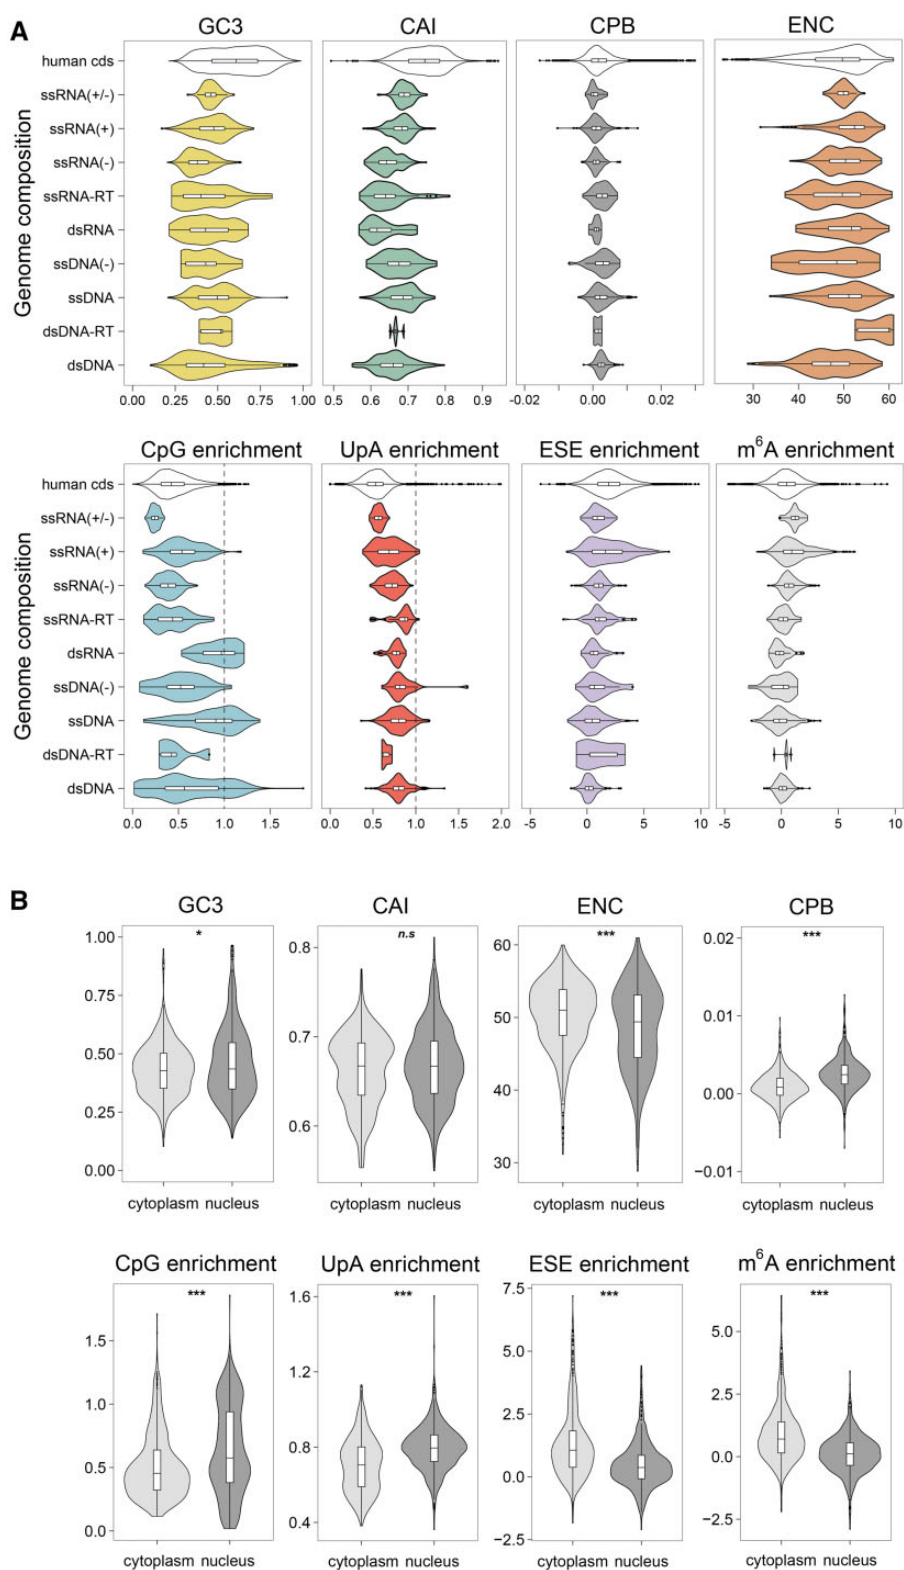 A
GC3 CAI CPB ENC
Genome composition
human cds
ssRNA(+/-)
ssRNA(+)
ssRNA(-)
ssRNA-RT
dsRNA
ssDNA(-)
ssDNA
dsDNA-RT
dsDNA
0.00 0.25 0.50 0.75 1.00 0.5 0.6 0.7 0.8 0.9 -0.02 0.00 0.02 30 40 50 60
CpG enrichment UpA enrichment ESE enrichment m⁶A enrichment
Genome composition
human cds
ssRNA(+/-)
ssRNA(+)
ssRNA(-)
ssRNA-RT
dsRNA
ssDNA(-)
ssDNA
dsDNA-RT
dsDNA
0.0 0.5 1.0 1.5 0.0 0.5 1.0 1.5 2.0 -5 0 5 10 -5 0 5 10
B
GC3 CAI ENC CPB
* n.s *** ***
1.00
0.75
0.50
0.25
0.00
0.8
0.7
0.6
60
50
40
30
0.02
0.01
0.00
−0.01
cytoplasm nucleus cytoplasm nucleus cytoplasm nucleus cytoplasm nucleus
CpG enrichment UpA enrichment ESE enrichment m⁶A enrichment
*** *** *** ***
1.5
1.0
0.5
0.0
1.6
1.2
0.8
0.4
7.5
5.0
2.5
0.0
−2.5
5.0
2.5
0.0
−2.5
cytoplasm nucleus cytoplasm nucleus cytoplasm nucleus cytoplasm nucleus